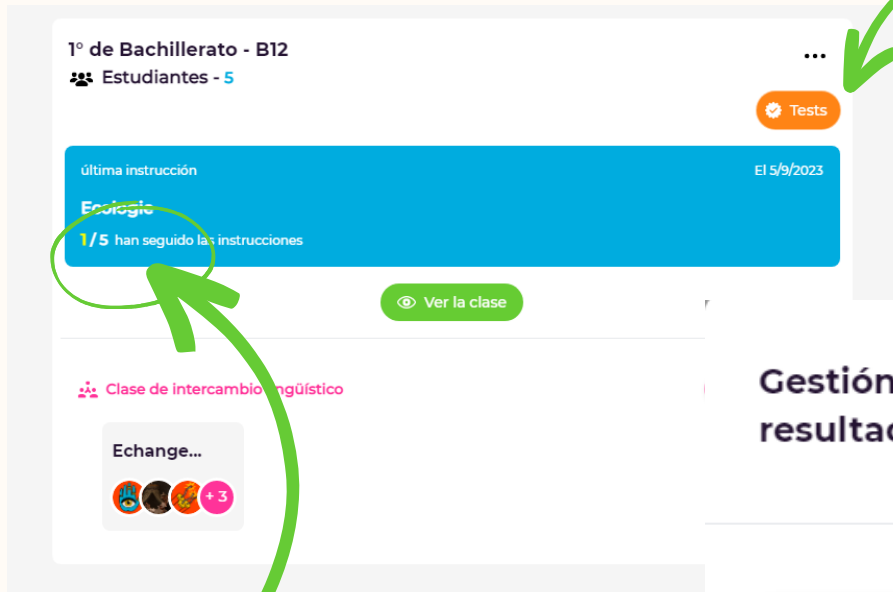 1° de Bachillerato - B12
Estudiantes - 5
Tests
última instrucción
El 5/9/2023
Ecologie
1/5 han seguido las instrucciones
Ver la clase
Clase de intercambio lingüístico
Echange...
+ 3
Gestión